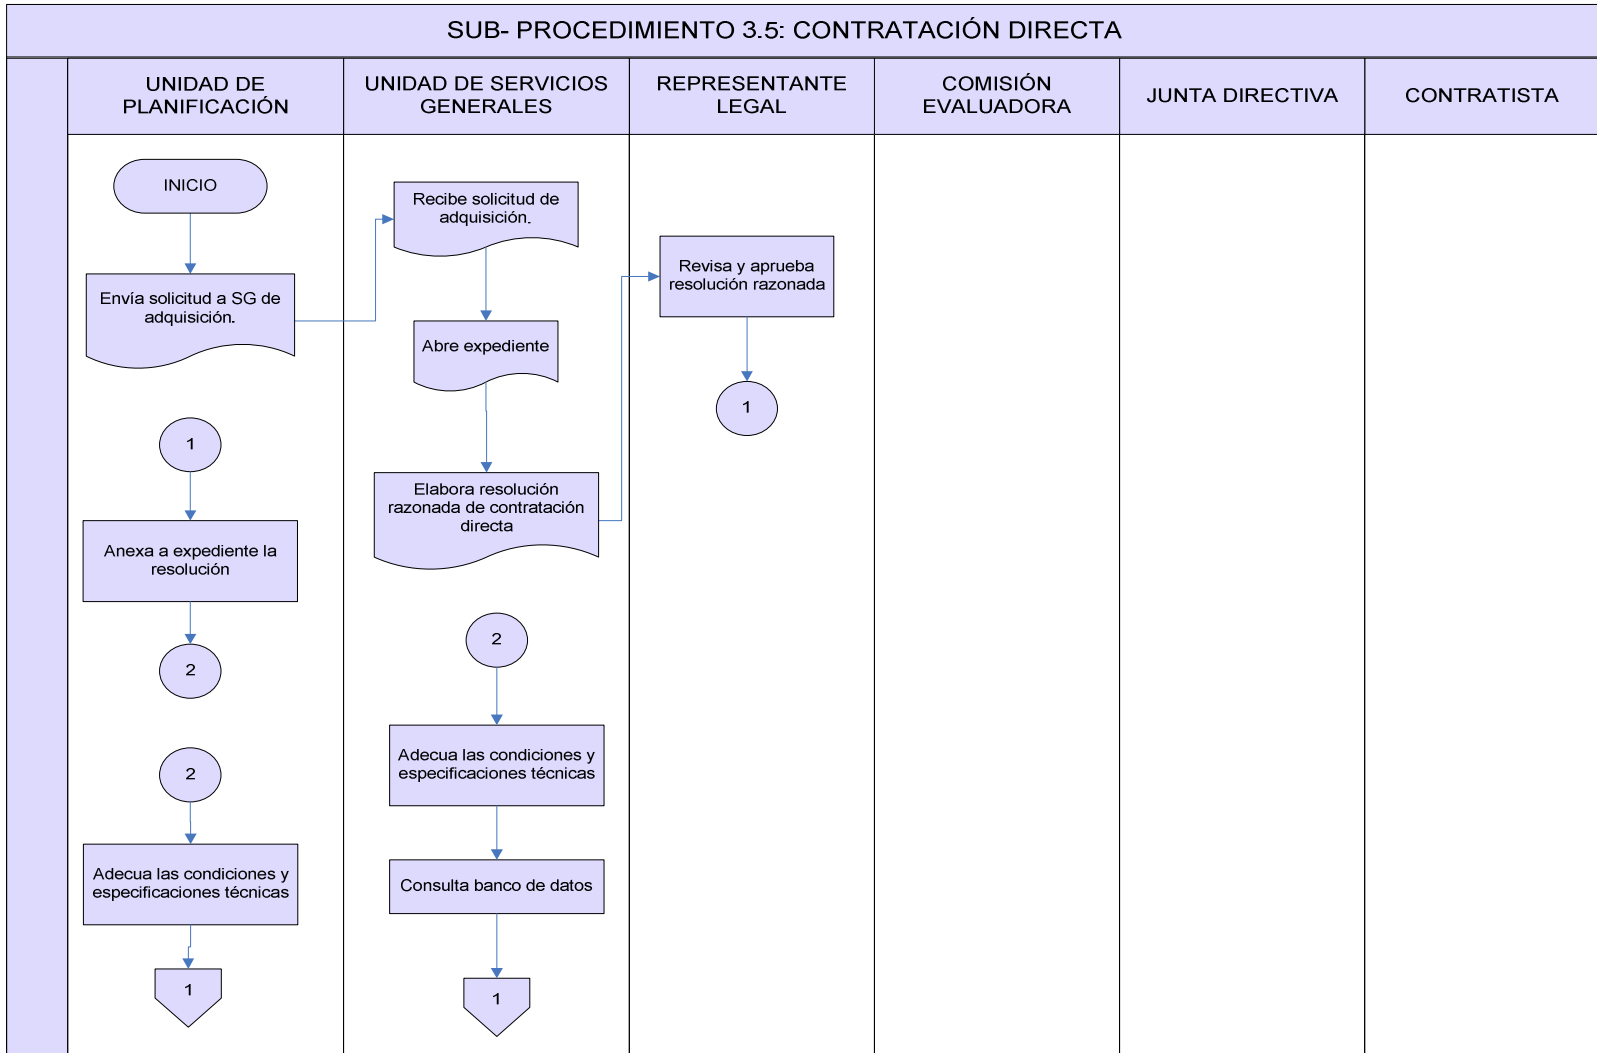 SUB- PROCEDIMIENTO 3.5: CONTRATACIÓN DIRECTA
UNIDAD DE
PLANIFICACIÓN
UNIDAD DE SERVICIOS
GENERALES
REPRESENTANTE
LEGAL
COMISIÓN
EVALUADORA
JUNTA DIRECTIVA
CONTRATISTA
INICIO
Envía solicitud a SG de
adquisición.
1
Anexa a expediente la
resolución
2
2
Adecua las condiciones y
especificaciones técnicas
1
Recibe solicitud de
adquisición.
Abre expediente
Elabora resolución
razonada de contratación
directa
2
Adecua las condiciones y
especificaciones técnicas
Consulta banco de datos
1
Revisa y aprueba
resolución razonada
1